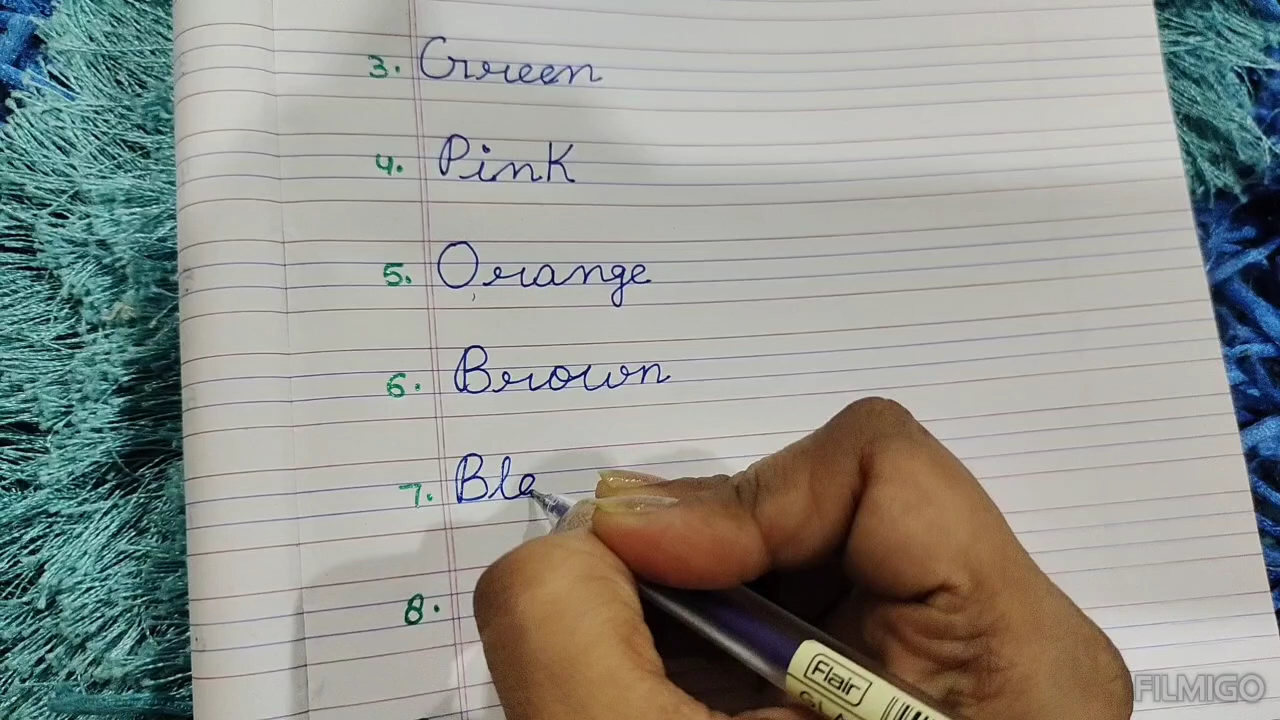 3. Green
4. Pink
5. Orange
6. Brown
7. Bla
8.
Flair
FILMIGO